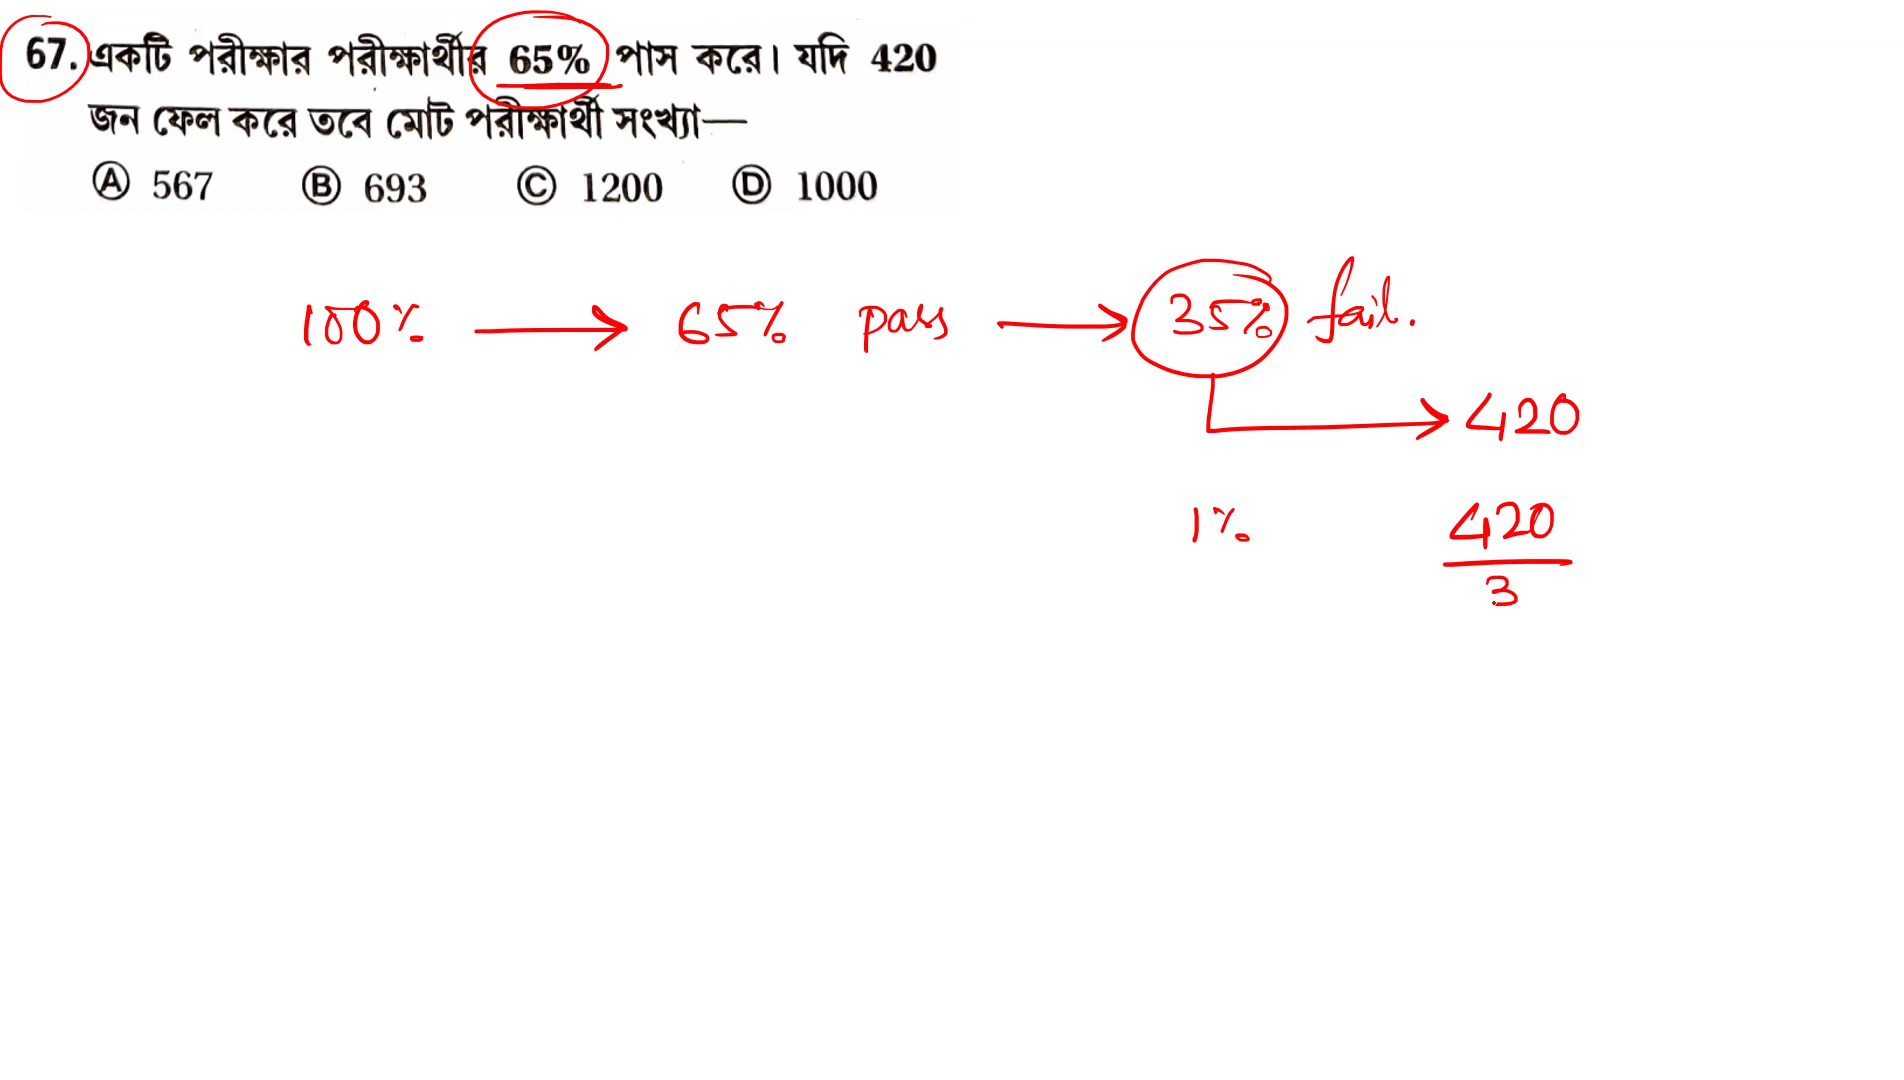 67. একটি পরীক্ষার পরীক্ষার্থীর 65% পাস করে। যদি 420
জন ফেল করে তবে মোট পরীক্ষার্থী সংখ্যা—
Ⓐ 567 Ⓑ 693 Ⓒ 1200 Ⓓ 1000
100% → 65% pass → 35% fail.
420
1% 420
3